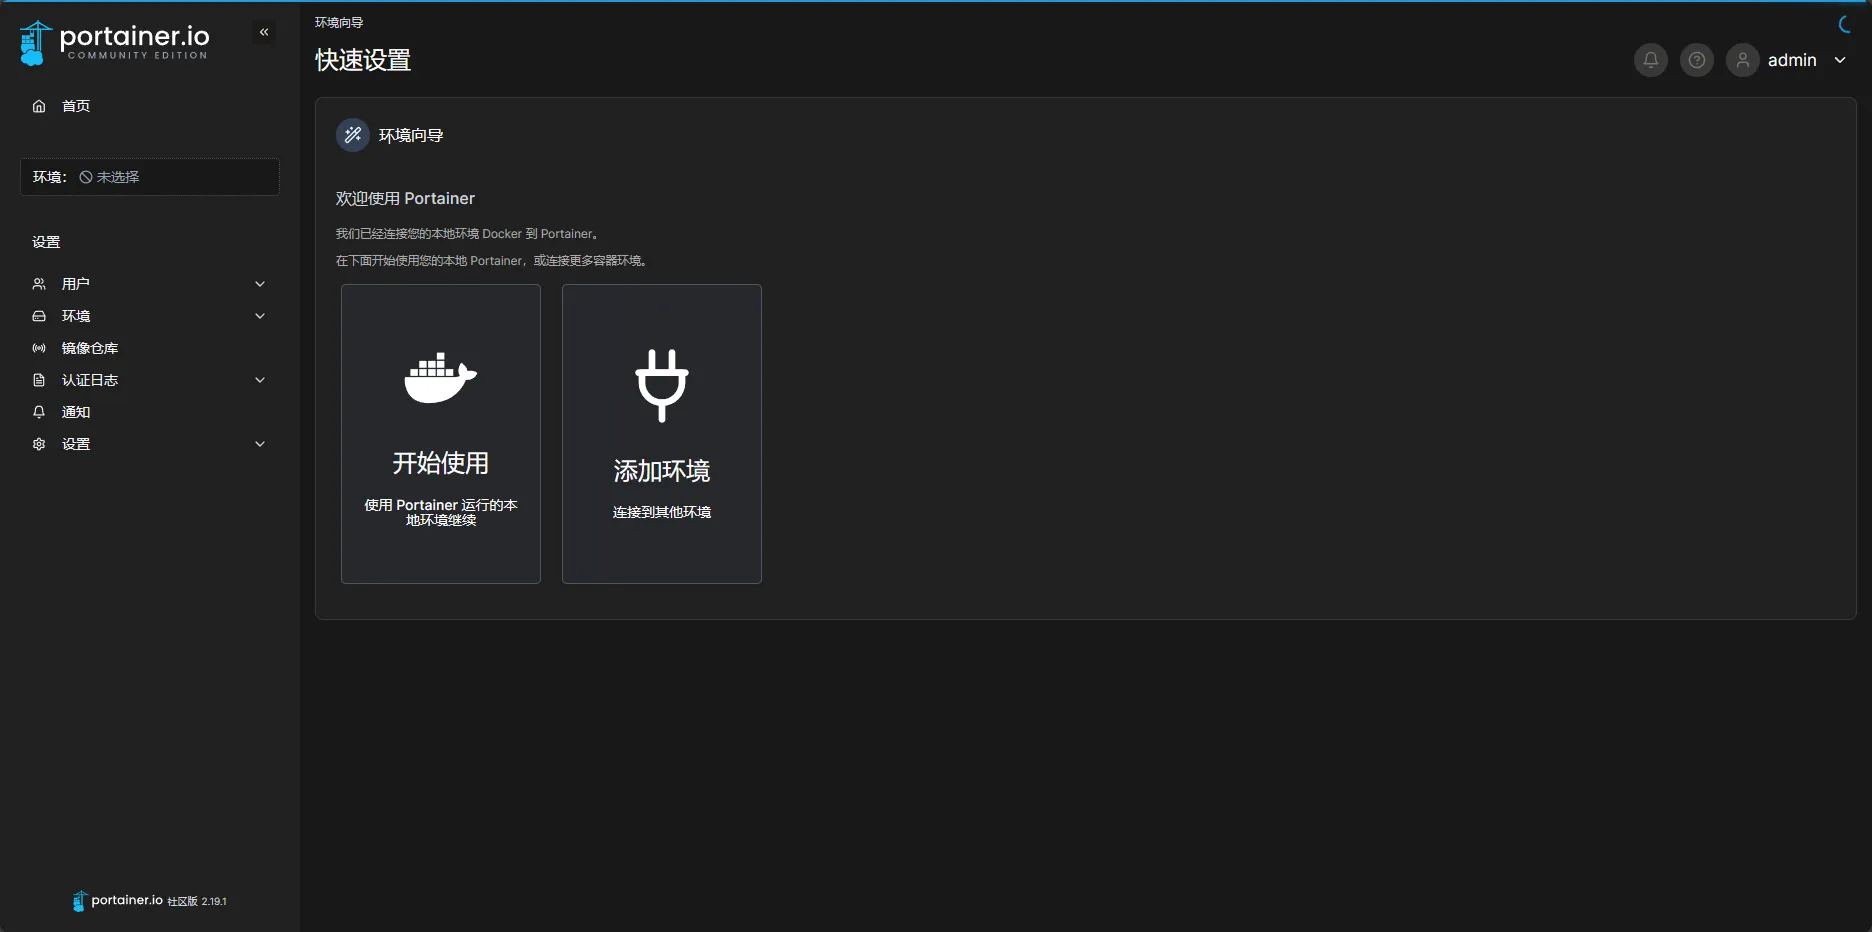 portainer.io
COMMUNITY EDITION
首页
环境： 未选择
设置
用户
环境
镜像仓库
认证日志
通知
设置
portainer.io 社区版 2.19.1
环境向导
快速设置
admin
环境向导
欢迎使用 Portainer
我们已经连接您的本地环境 Docker 到 Portainer。
在下面开始使用您的本地 Portainer，或连接更多容器环境。
开始使用
使用 Portainer 运行的本
地环境继续
添加环境
连接到其他环境